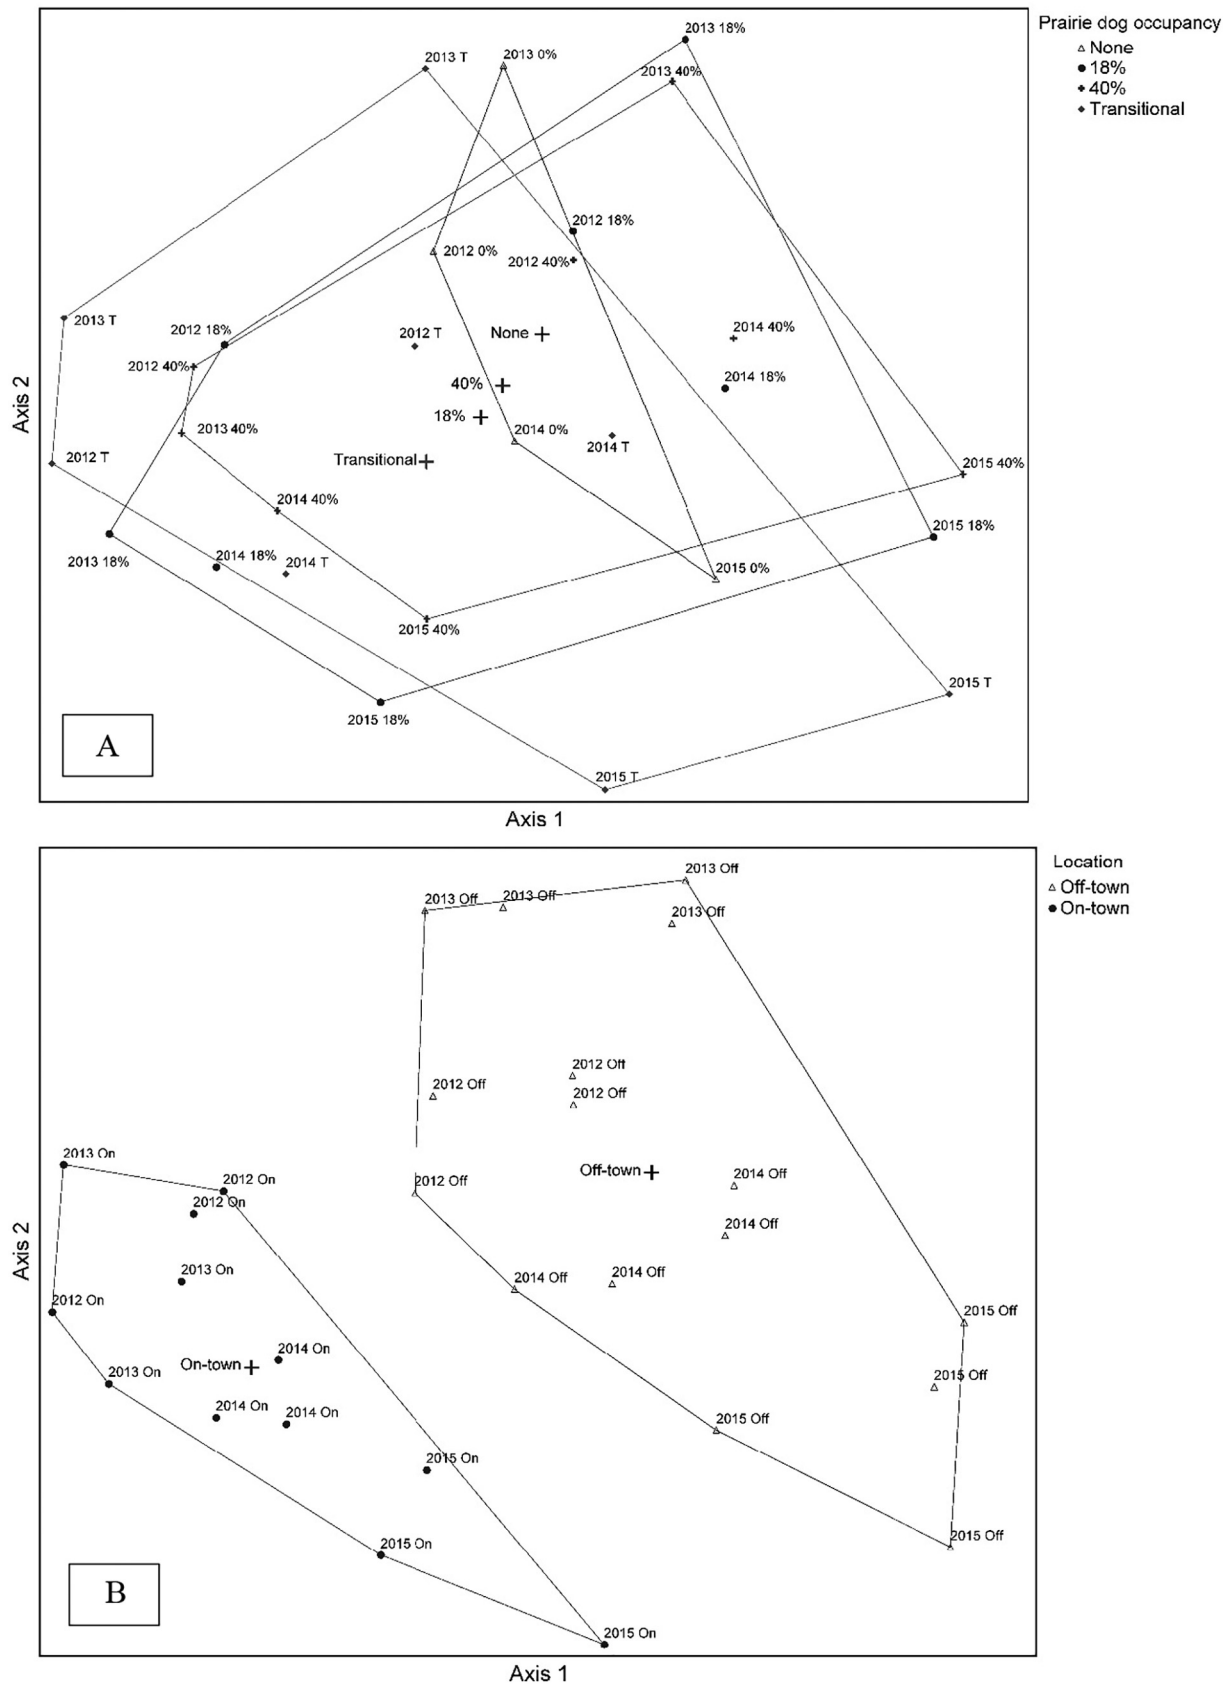 2013 18%
Prairie dog occupancy
None
18%
40%
Transitional
2013 T
2013 0%
2013 40%
2012 18%
2012 0%
2012 40%
2013 T
2012 18%
2012 T
None
2014 40%
2012 40%
40%
2014 18%
18%
2013 40%
2014 0%
2014 T
Transitional
2012 T
2015 40%
2014 40%
2015 18%
2013 18%
2014 18%
2014 T
2015 0%
2015 40%
2015 T
2015 18%
2015 T
A
Axis 2
Axis 1
Location
Off-town
On-town
2013 Off
2013 Off
2013 Off
2013 Off
2012 Off
2012 Off
2012 Off
2013 On
Off-town
2012 On
2012 Off
2014 Off
2012 On
2014 Off
2013 On
2014 Off
2014 Off
2012 On
2015 Off
2014 On
On-town
2013 On
2015 Off
2014 On
2014 On
2015 Off
2015 On
2015 Off
2015 On
2015 On
B
Axis 2
Axis 1